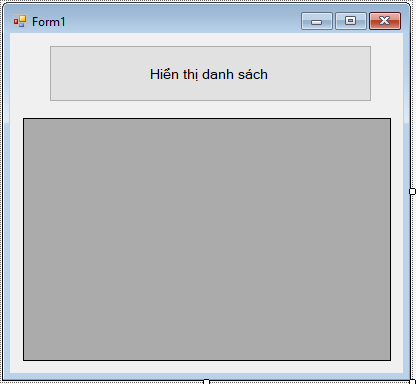 Form1
Hiển thị danh sách